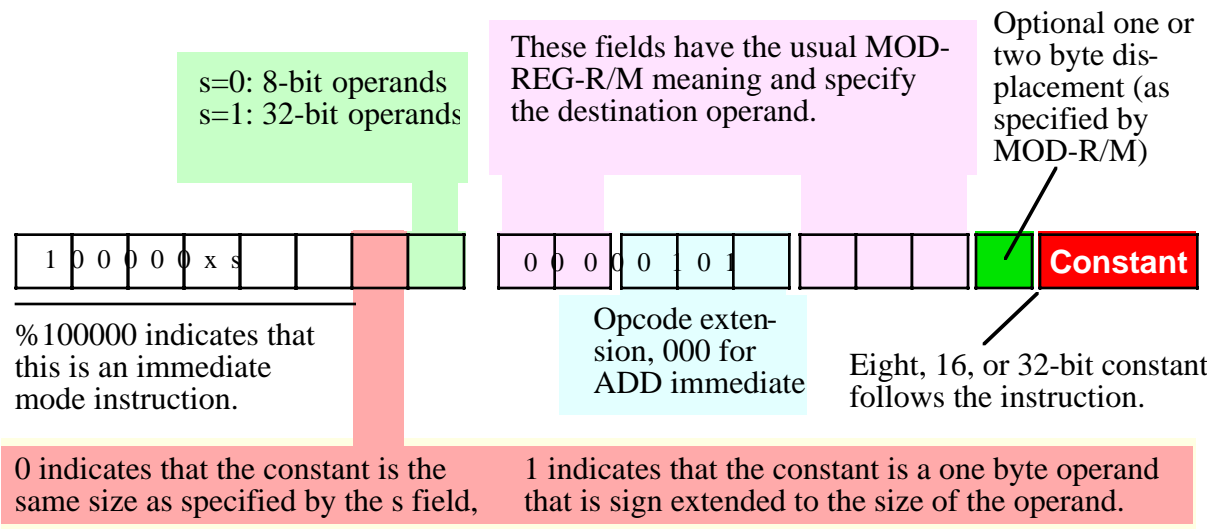 s=0: 8-bit operands
s=1: 32-bit operands
These fields have the usual MOD-
REG-R/M meaning and specify
the destination operand.
Optional one or
two byte dis-
placement (as
specified by
MOD-R/M)
1 0 0 0 0 0 x s
0 0 0 0 0 1 0 1
Constant
%100000 indicates that
this is an immediate
mode instruction.
Opcode exten-
sion, 000 for
ADD immediate
Eight, 16, or 32-bit constant
follows the instruction.
0 indicates that the constant is the
same size as specified by the s field,
1 indicates that the constant is a one byte operand
that is sign extended to the size of the operand.